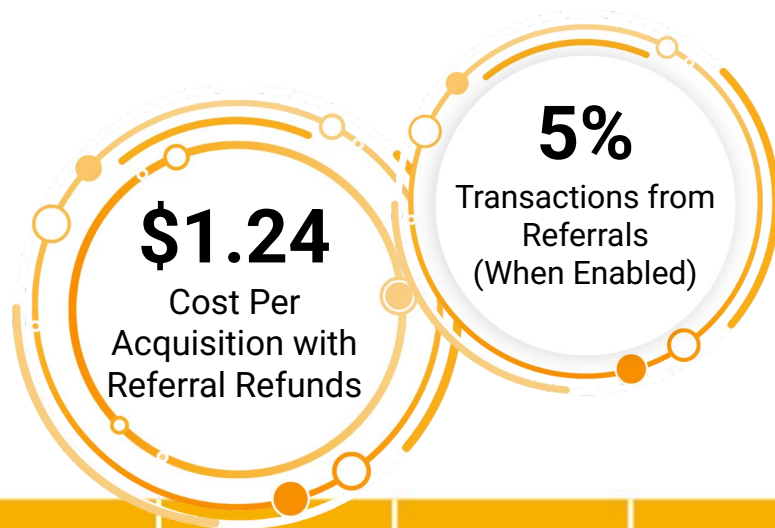 $1.24
Cost Per
Acquisition with
Referral Refunds
5%
Transactions from
Referrals
(When Enabled)